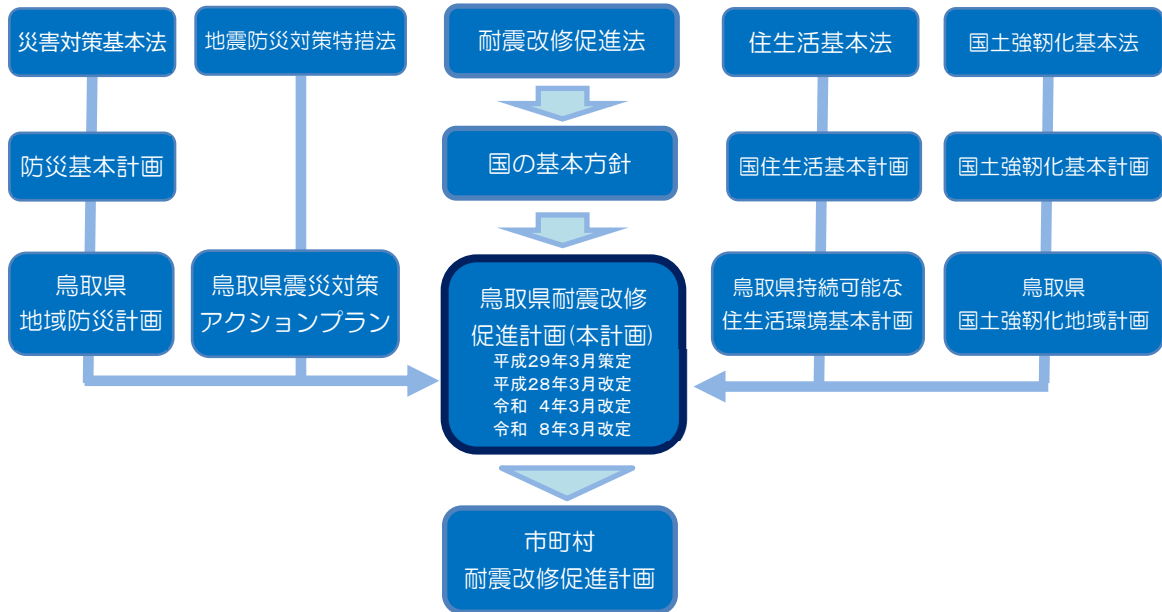 災害対策基本法
地震防災対策特措法
耐震改修促進法
住生活基本法
国土強靭化基本法
防災基本計画
国の基本方針
国住生活基本計画
国土強靭化基本計画
鳥取県
地域防災計画
鳥取県震災対策
アクションプラン
鳥取県耐震改修
促進計画(本計画)
平成29年3月策定
平成28年3月改定
令和 4年3月改定
令和 8年3月改定
鳥取県持続可能な
住生活環境基本計画
鳥取県
国土強靭化地域計画
市町村
耐震改修促進計画